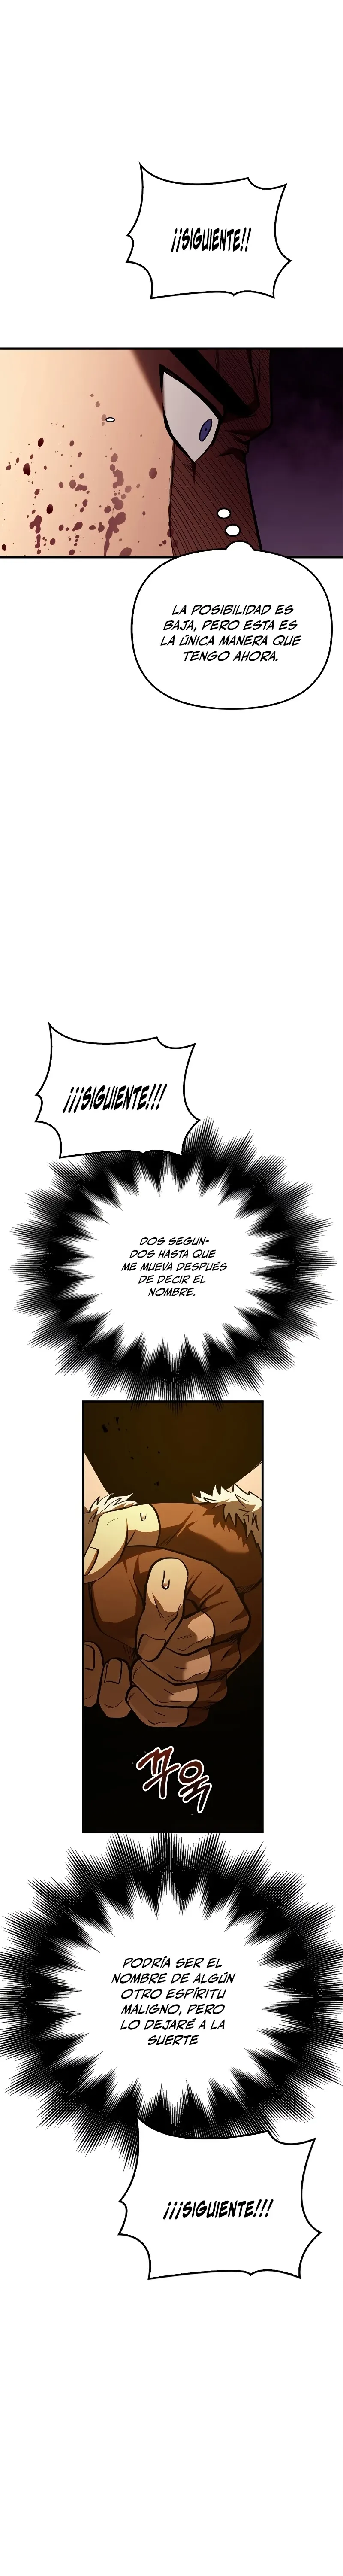 ¡¡SIGUIENTE!!
LA POSIBILIDAD ES
BAJA, PERO ESTA ES
LA ÚNICA MANERA QUE
TENGO AHORA.
¡¡¡SIGUIENTE!!!
DOS SEGUN-
DOS HASTA QUE
ME MUEVA DESPUÉS
DE DECIR EL
NOMBRE.
꾸욱
PODRÍA SER EL
NOMBRE DE ALGÚN
OTRO ESPÍRITU
MALIGNO, PERO
LO DEJARÉ A LA
SUERTE
¡¡¡SIGUIENTE!!!